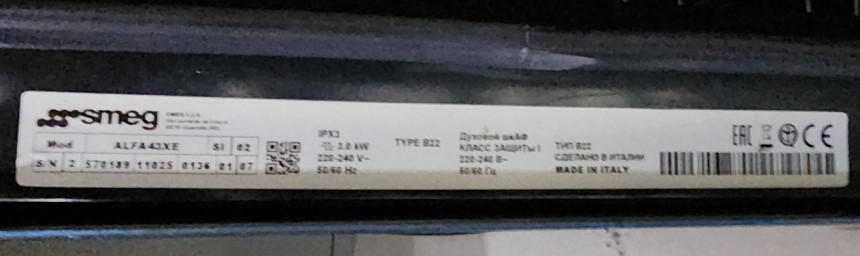 smeg
Mod ALFA43XE SI 02
S/N 2 570189 11025 0136 01 07
IPX3
3.0 kW
220-240 V~
50/60 Hz
TYPE B22
Духовой шкАФ
КЛАСС ЗАЩИТЫ I
220-240 В~
50/60 Гц
ТИП B22
СДЕЛАНО В ИТАЛИИ
MADE IN ITALY
EAC CE